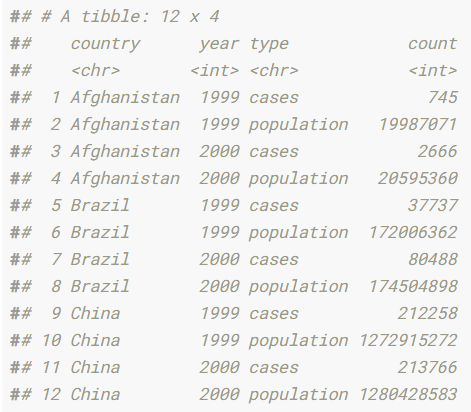 ## # A tibble: 12 x 4
##    country      year type            count
##    <chr>       <int> <chr>           <int>
##  1 Afghanistan  1999 cases             745
##  2 Afghanistan  1999 population   19987071
##  3 Afghanistan  2000 cases            2666
##  4 Afghanistan  2000 population   20595360
##  5 Brazil       1999 cases           37737
##  6 Brazil       1999 population  172006362
##  7 Brazil       2000 cases           80488
##  8 Brazil       2000 population  174504898
##  9 China        1999 cases          212258
## 10 China        1999 population 1272915272
## 11 China        2000 cases          213766
## 12 China        2000 population 1280428583